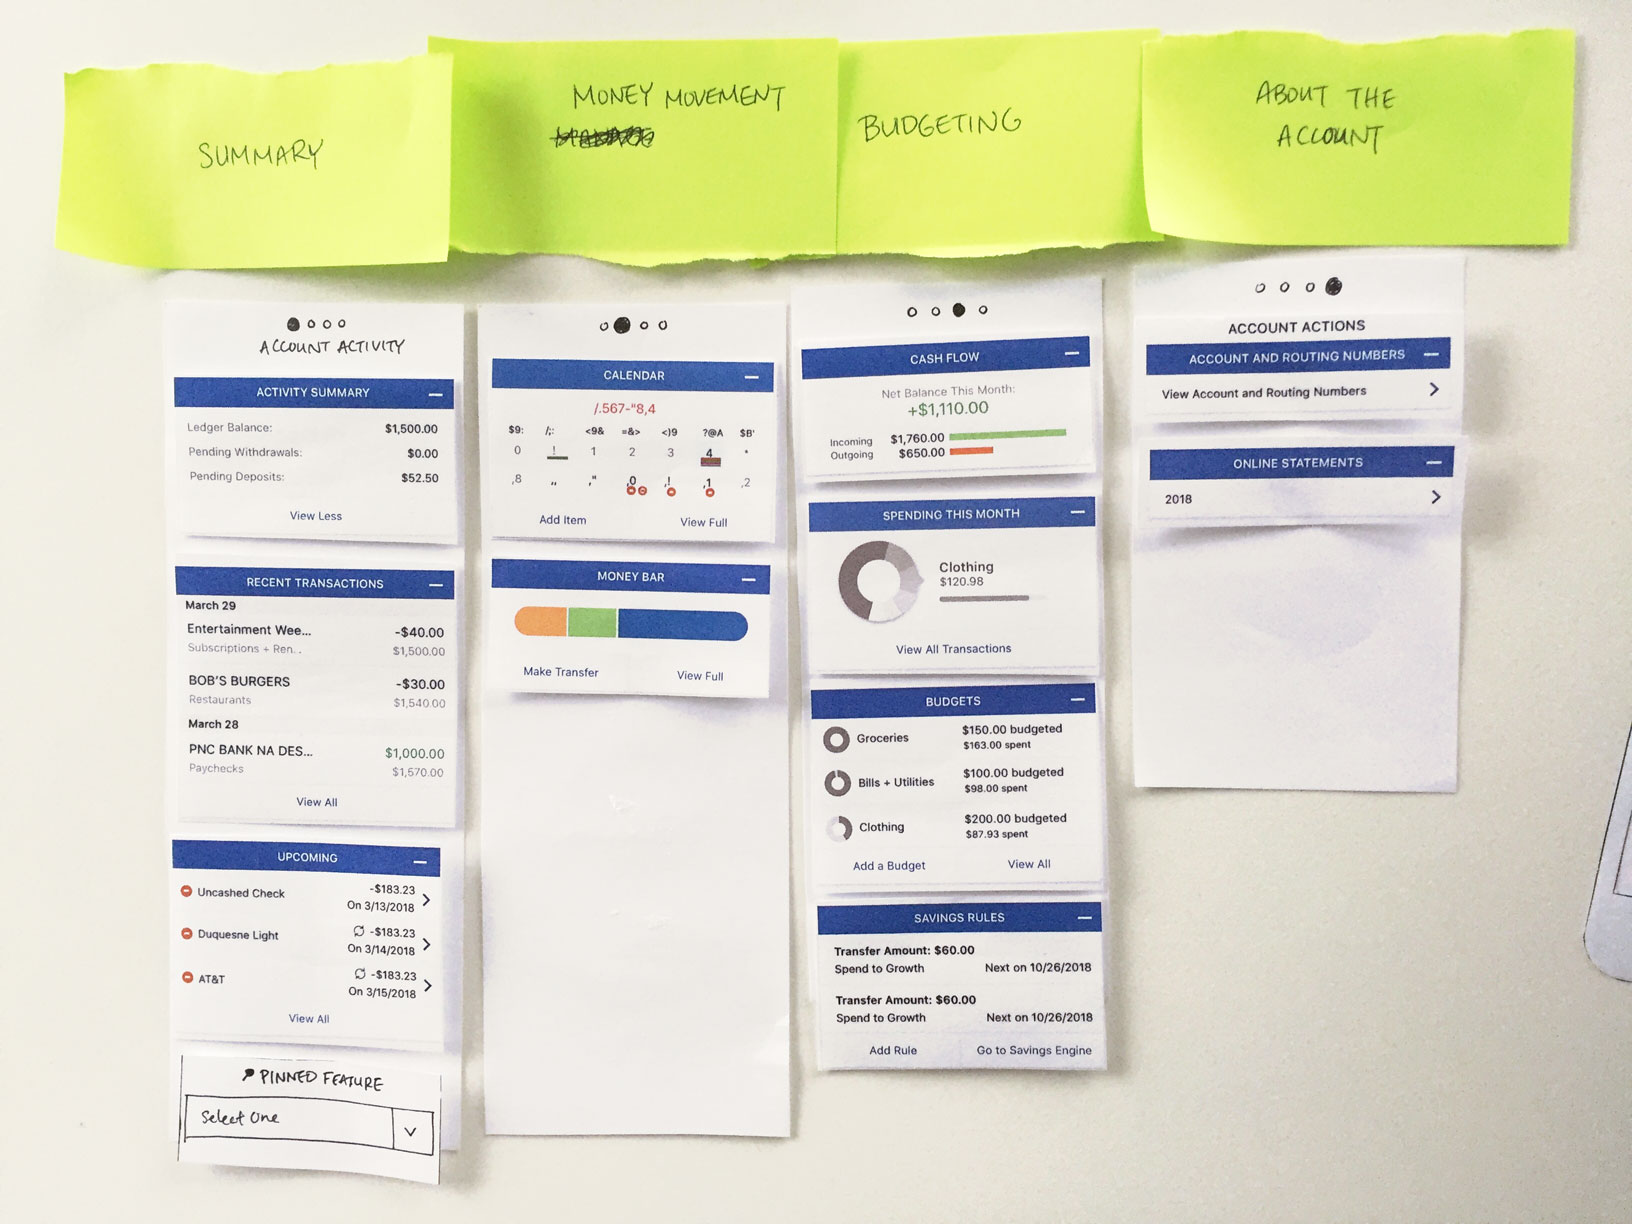 SUMMARY
MONEY MOVEMENT
BUDGETING
ABOUT THE
ACCOUNT
ACCOUNT ACTIVITY
ACTIVITY SUMMARY
Ledger Balance: $1,500.00
Pending Withdrawals: $0.00
Pending Deposits: $52.50
View Less
RECENT TRANSACTIONS
March 29
Entertainment Wee... -$40.00
Subscriptions + Ren.. $1,500.00
BOB'S BURGERS -$30.00
Restaurants $1,540.00
March 28
PNC BANK NA DES... $1,000.00
Paychecks $1,570.00
View All
UPCOMING
Uncashed Check -$183.23
On 3/13/2018
Duquesne Light -$183.23
On 3/14/2018
AT&T -$183.23
On 3/15/2018
View All
PINNED FEATURE
Select One
CALENDAR
/.567-"8,4
$9: /;: <9& =&> <)9 ?@A $B'
0 ! 1 2 3 4 *
,8 ,, ," ,0 ,! ,1 ,2
Add Item View Full
MONEY BAR
Make Transfer View Full
CASH FLOW
Net Balance This Month:
+$1,110.00
Incoming $1,760.00
Outgoing $650.00
SPENDING THIS MONTH
Clothing
$120.98
View All Transactions
BUDGETS
Groceries $150.00 budgeted
$163.00 spent
Bills + Utilities $100.00 budgeted
$98.00 spent
Clothing $200.00 budgeted
$87.93 spent
Add a Budget View All
SAVINGS RULES
Transfer Amount: $60.00
Spend to Growth Next on 10/26/2018
Transfer Amount: $60.00
Spend to Growth Next on 10/26/2018
Add Rule Go to Savings Engine
ACCOUNT ACTIONS
ACCOUNT AND ROUTING NUMBERS
View Account and Routing Numbers
ONLINE STATEMENTS
2018